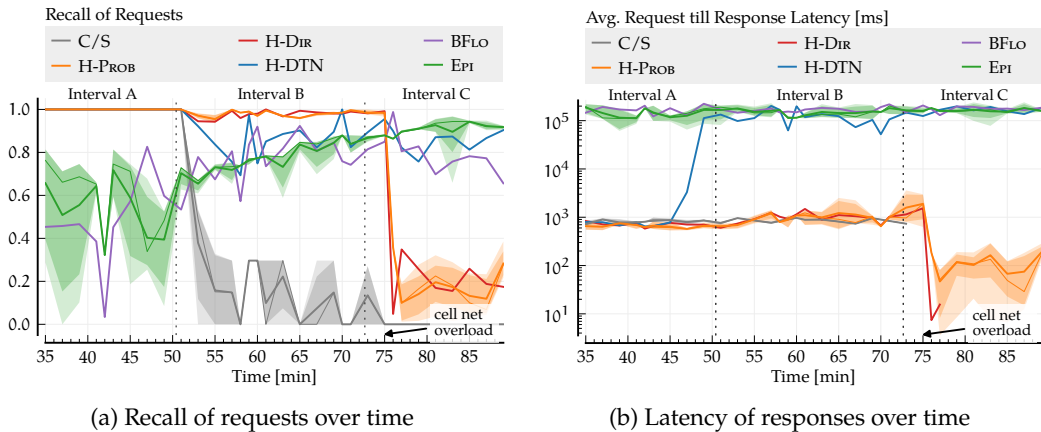 Recall of Requests
C/S H-Dir BFlo
H-Prob H-DTN Epi
Interval A Interval B Interval C
1.0
0.8
0.6
0.4
0.2
0.0
cell net
overload
35 40 45 50 55 60 65 70 75 80 85
Time [min]
(a) Recall of requests over time
Avg. Request till Response Latency [ms]
C/S H-Dir BFlo
H-Prob H-DTN Epi
Interval A Interval B Interval C
10^5
10^4
10^3
10^2
10^1
cell net
overload
35 40 45 50 55 60 65 70 75 80 85
Time [min]
(b) Latency of responses over time